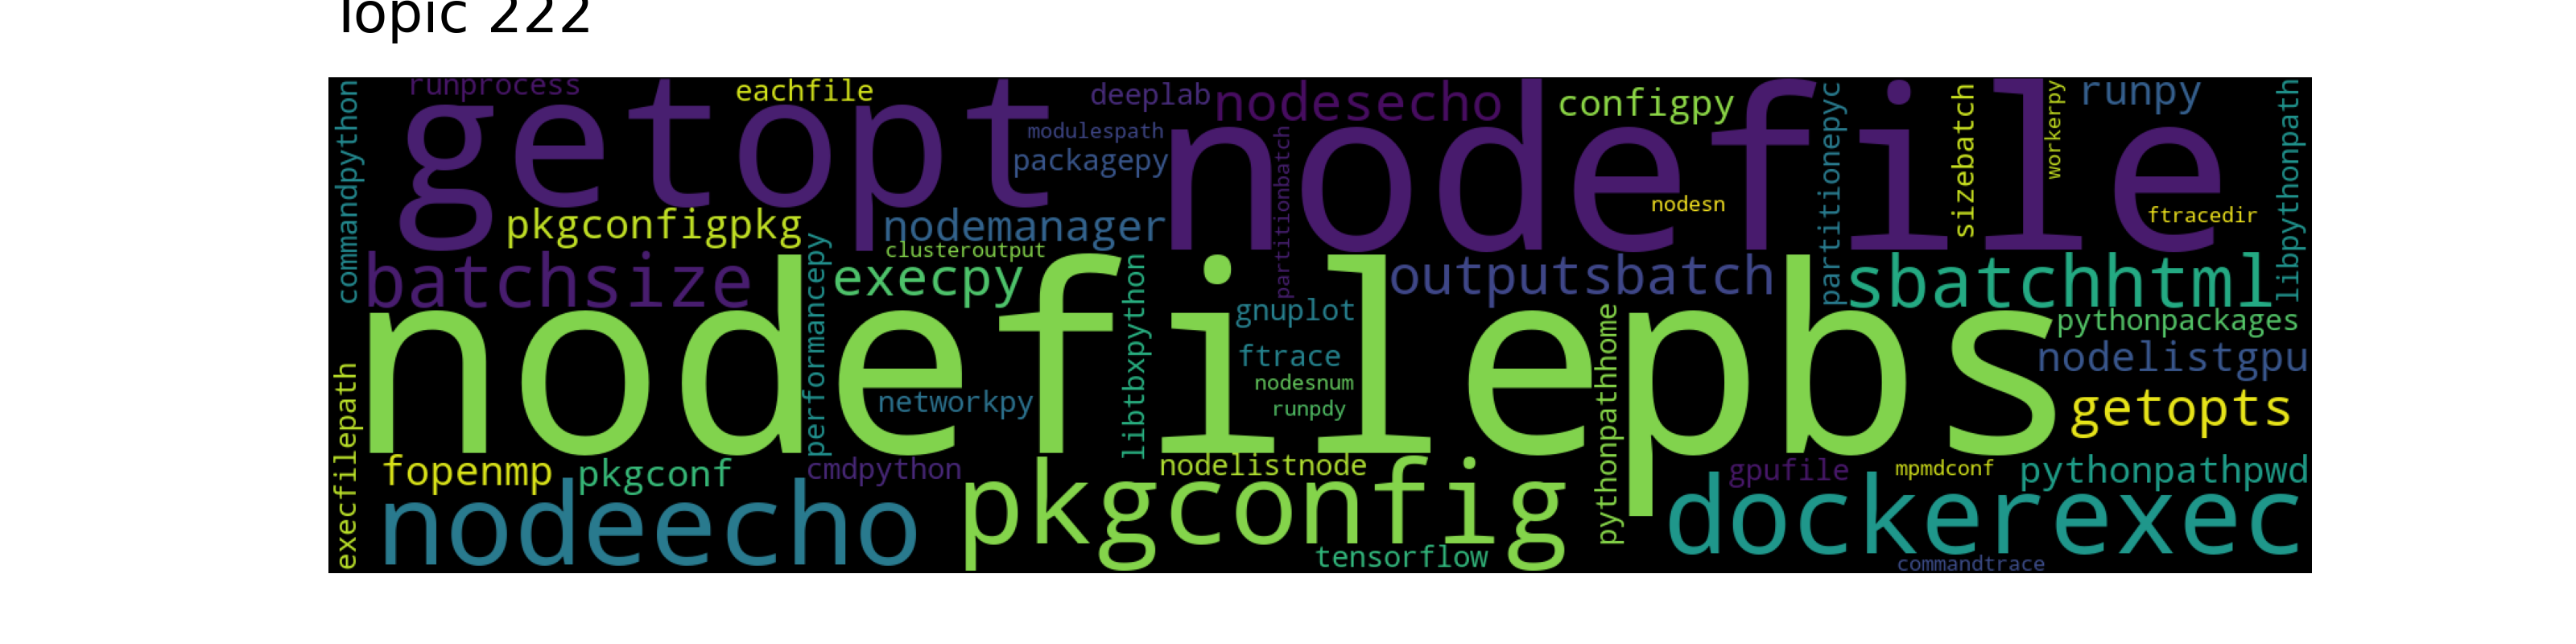 Topic 222
runprocess
eachfile
deeplab
nodesecho
configpy
runpy
commandpython
getopt
modulespath
packagepy
nodefile
partitionbatch
partitionepyc
sizebatch
workerpy
libpythonpath
nodesn
ftracedir
pkgconfigpkg
nodemanager
clusteroutput
batchsize
performancepy
execpy
libtbxpython
outputsbatch
sbatchhtml
gnuplot
pythonpackages
nodefilepbs
ftrace
nodelistgpu
nodesnum
networkpy
runpdy
pythonpathhome
getopts
execfilepath
fopenmp
pkgconf
cmdpython
nodelistnode
gpufile
mpmdconf
pythonpathpwd
nodeecho
pkgconfig
dockerexec
tensorflow
commandtrace